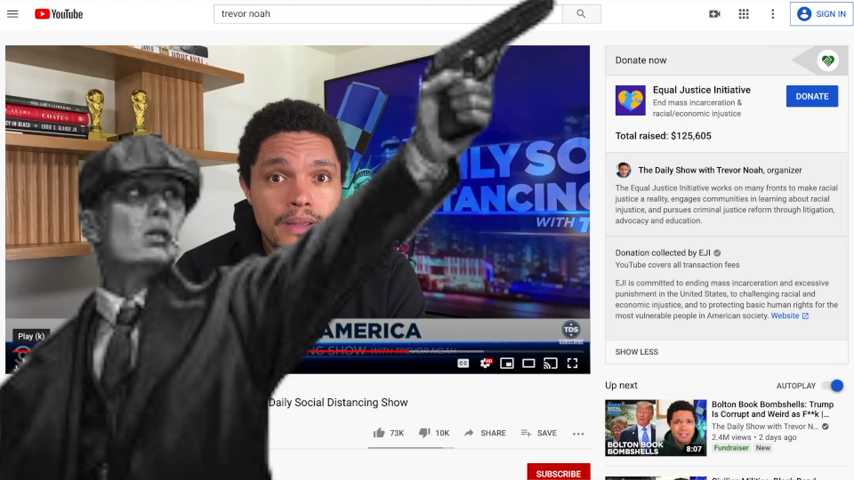 YouTube
trevor noah
SIGN IN
COATES
WITH
Play (k)
AMERICA
WITH TREVOR NOAH
TDS
SUBSCRIBE
Daily Social Distancing Show
73K
10K
SHARE
SAVE
SUBSCRIBE
Donate now
Equal Justice Initiative
End mass incarceration &
racial/economic injustice
DONATE
Total raised: $125,605
The Daily Show with Trevor Noah, organizer
The Equal Justice Initiative works on many fronts to make racial
justice a reality, engages communities in learning about racial
injustice, and pursues criminal justice reform through litigation,
advocacy and education.
Donation collected by EJI
YouTube covers all transaction fees
EJI is committed to ending mass incarceration and excessive
punishment in the United States, to challenging racial and
economic injustice, and to protecting basic human rights for the
most vulnerable people in American society. Website
SHOW LESS
Up next
AUTOPLAY
BOLTON BOOK
BOMBSHELLS
8:07
Bolton Book Bombshells: Trump
Is Corrupt and Weird as F**k |...
The Daily Show with Trevor N...
2.4M views • 2 days ago
Fundraiser New